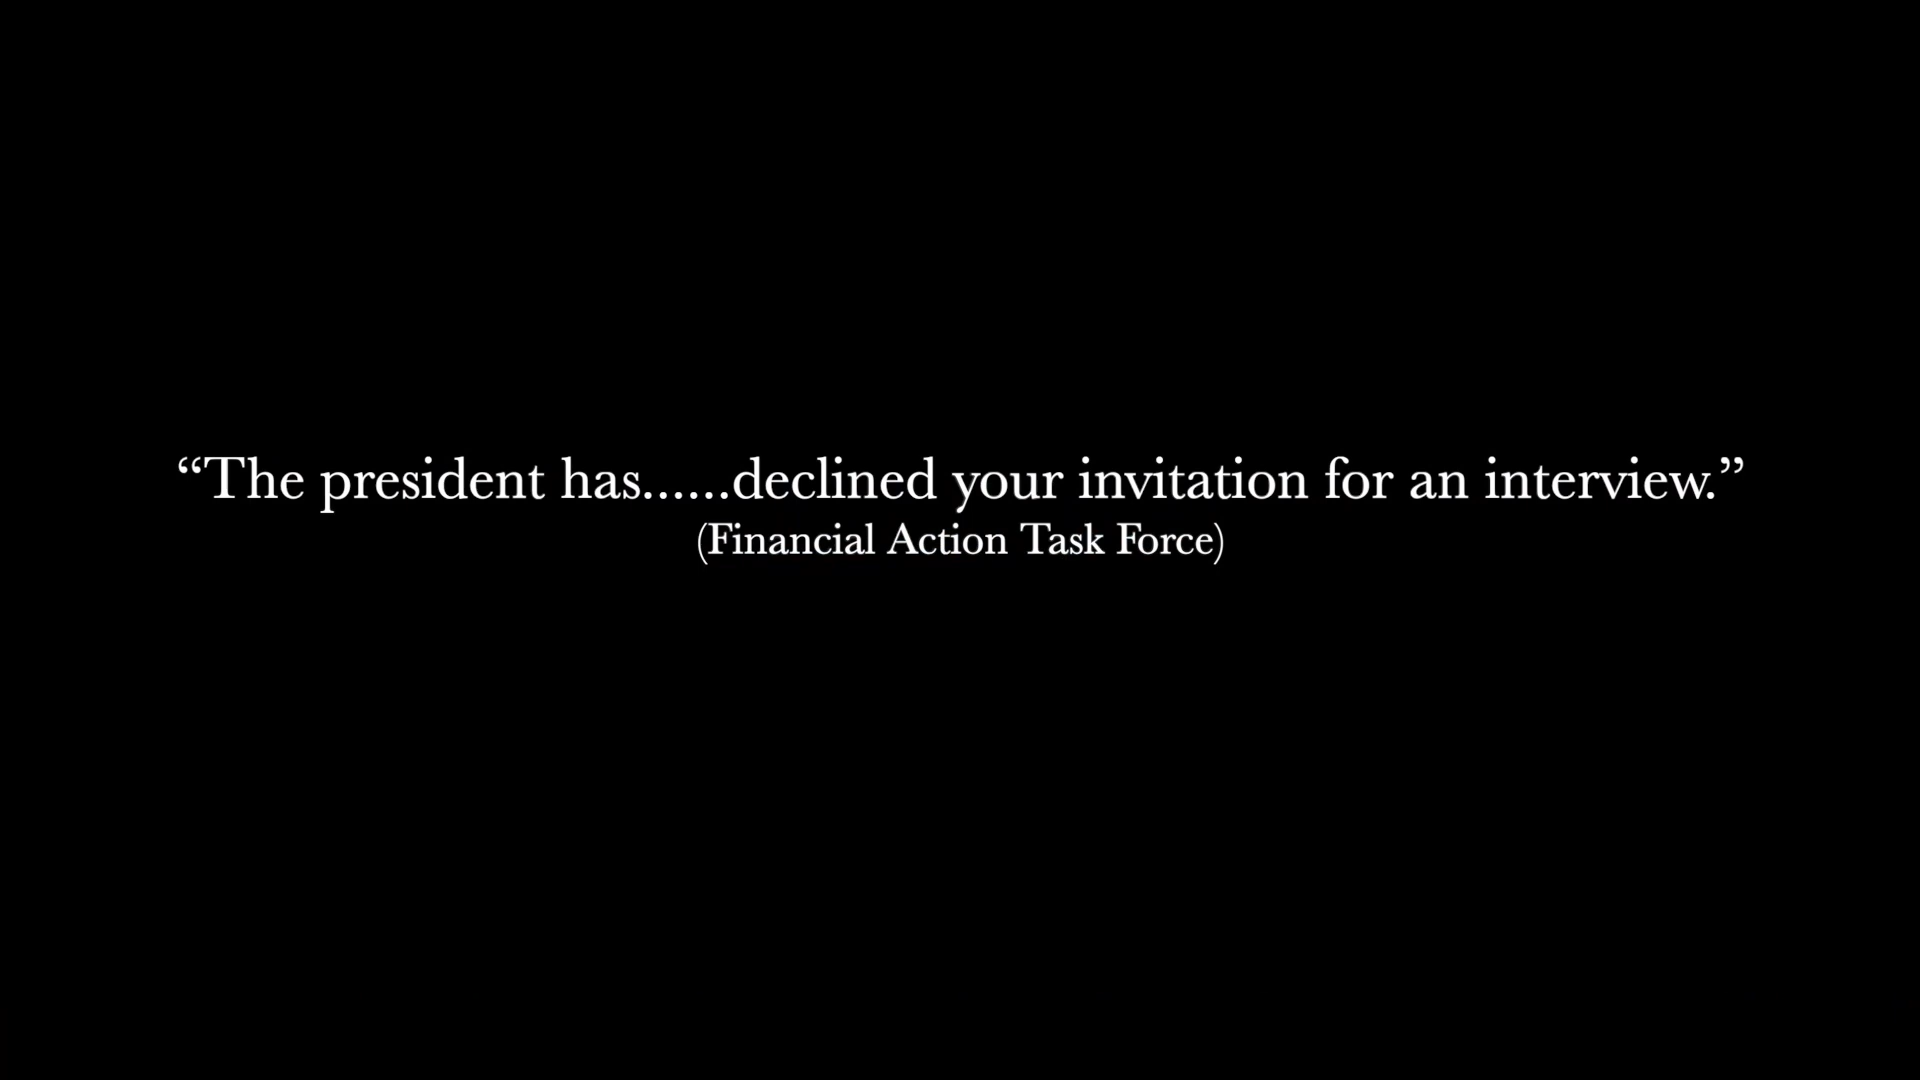 “The president has......declined your invitation for an interview.”
(Financial Action Task Force)